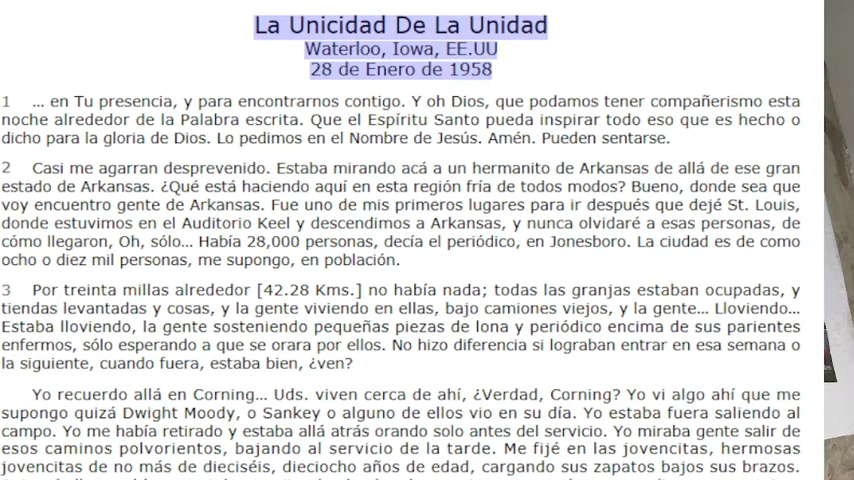 La Unicidad De La Unidad
Waterloo, Iowa, EE.UU
28 de Enero de 1958
1 ... en Tu presencia, y para encontrarnos contigo. Y oh Dios, que podamos tener compañerismo esta
noche alrededor de la Palabra escrita. Que el Espíritu Santo pueda inspirar todo eso que es hecho o
dicho para la gloria de Dios. Lo pedimos en el Nombre de Jesús. Amén. Pueden sentarse.
2 Casi me agarran desprevenido. Estaba mirando acá a un hermanito de Arkansas de allá de ese gran
estado de Arkansas. ¿Qué está haciendo aquí en esta región fría de todos modos? Bueno, donde sea que
voy encuentro gente de Arkansas. Fue uno de mis primeros lugares para ir después que dejé St. Louis,
donde estuvimos en el Auditorio Keel y descendimos a Arkansas, y nunca olvidaré a esas personas, de
cómo llegaron, Oh, sólo... Había 28,000 personas, decía el periódico, en Jonesboro. La ciudad es de como
ocho o diez mil personas, me supongo, en población.
3 Por treinta millas alrededor [42.28 Kms.] no había nada; todas las granjas estaban ocupadas, y
tiendas levantadas y cosas, y la gente viviendo en ellas, bajo camiones viejos, y la gente... Lloviendo...
Estaba lloviendo, la gente sosteniendo pequeñas piezas de lona y periódico encima de sus parientes
enfermos, sólo esperando a que se orara por ellos. No hizo diferencia si lograban entrar en esa semana o
la siguiente, cuando fuera, estaba bien, ¿ven?
Yo recuerdo allá en Corning... Uds. viven cerca de ahí, ¿Verdad, Corning? Yo vi algo ahí que me
supongo quizá Dwight Moody, o Sankey o alguno de ellos vio en su día. Yo estaba fuera saliendo al
campo. Yo me había retirado y estaba allá atrás orando solo antes del servicio. Yo miraba gente salir de
esos caminos polvorientos, bajando al servicio de la tarde. Me fijé en las jovencitas, hermosas
jovencitas de no más de dieciséis, dieciocho años de edad, cargando sus zapatos bajos sus brazos.